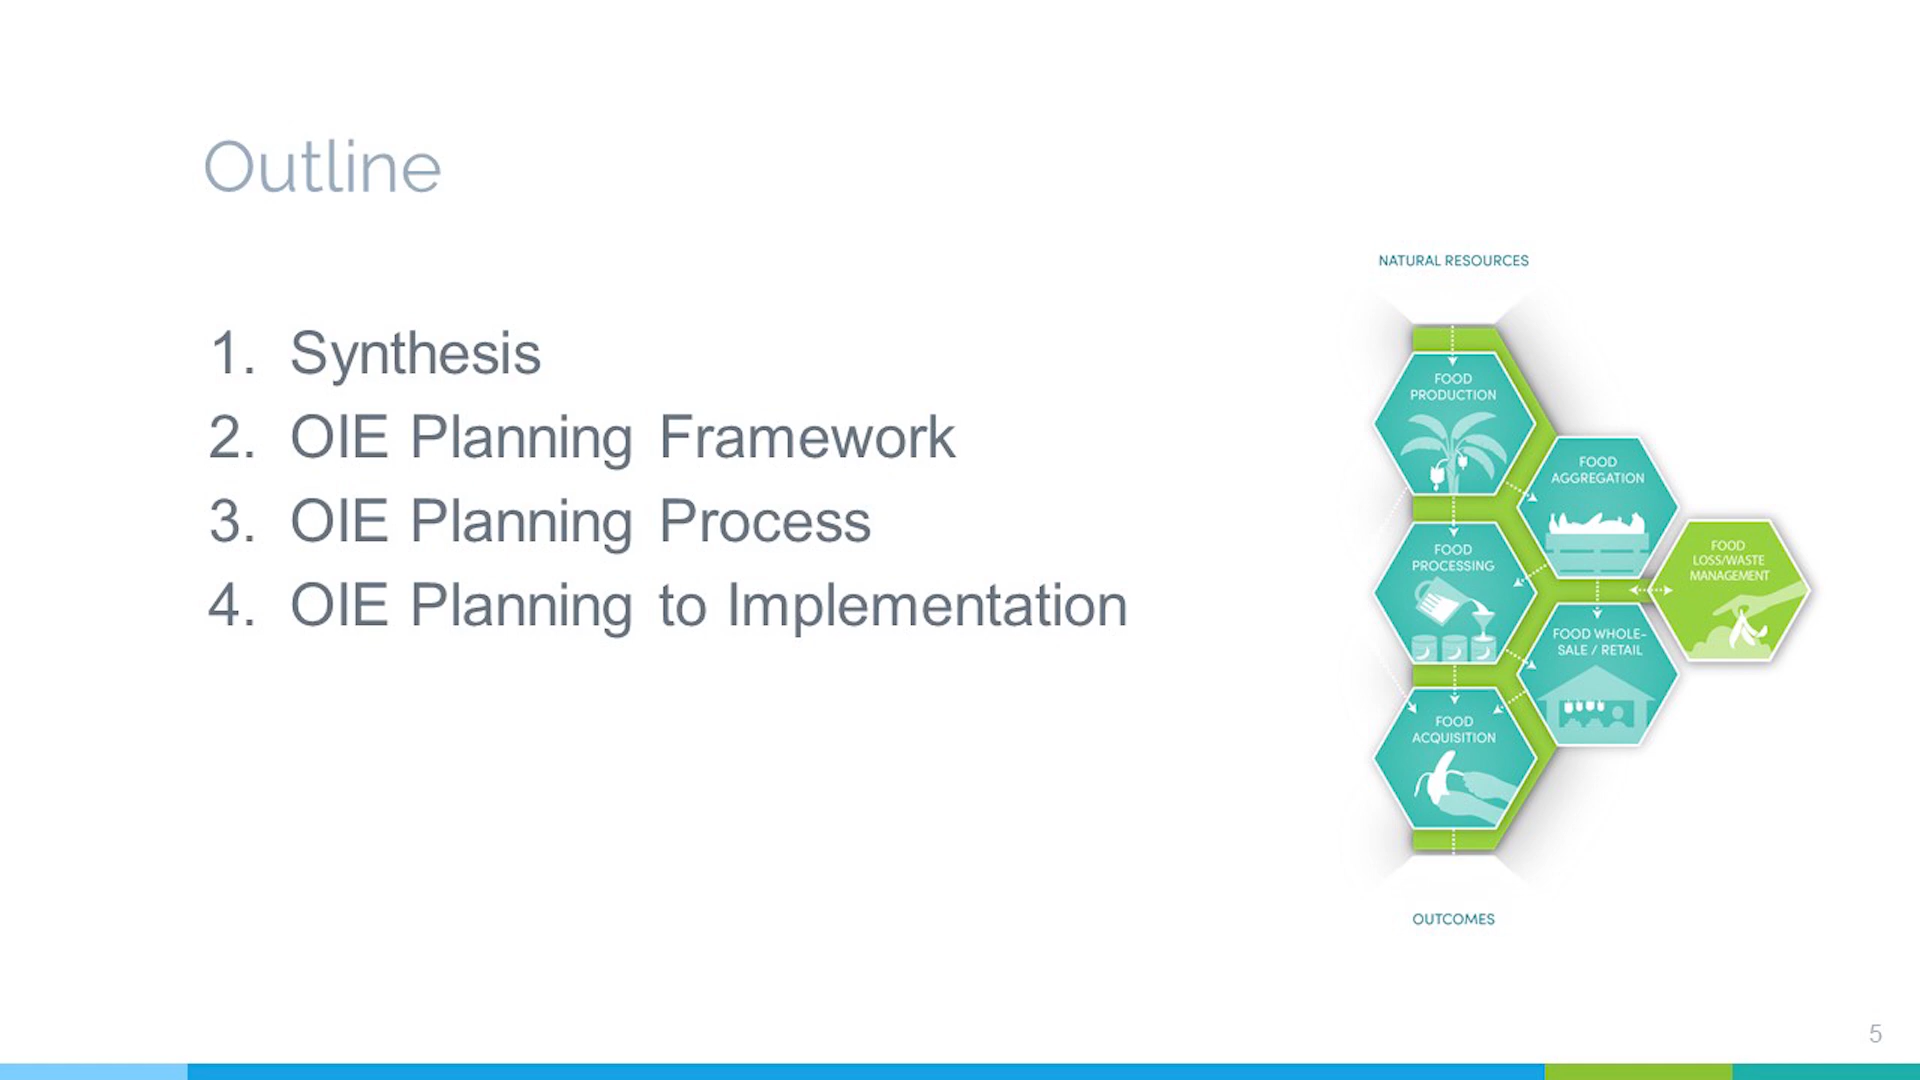 Outline
1. Synthesis
2. OIE Planning Framework
3. OIE Planning Process
4. OIE Planning to Implementation
NATURAL RESOURCES
FOOD
PRODUCTION
FOOD
AGGREGATION
FOOD
LOSS/WASTE
MANAGEMENT
FOOD
PROCESSING
FOOD WHOLE-
SALE / RETAIL
FOOD
ACQUISITION
OUTCOMES
5